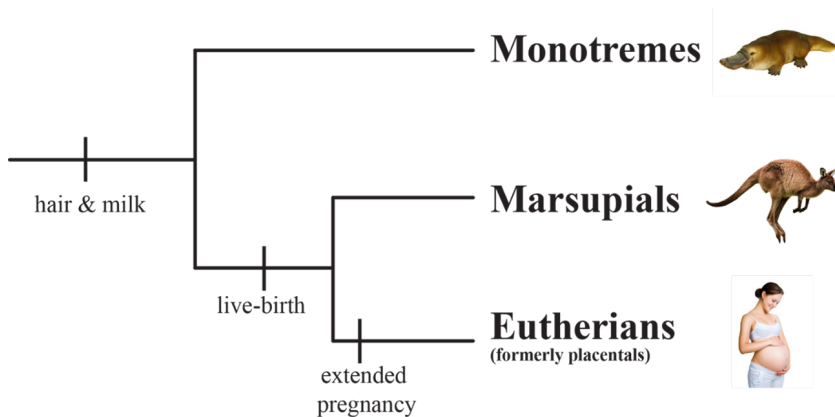 Monotremes
hair & milk
Marsupials
live-birth
Eutherians
(formerly placentals)
extended
pregnancy